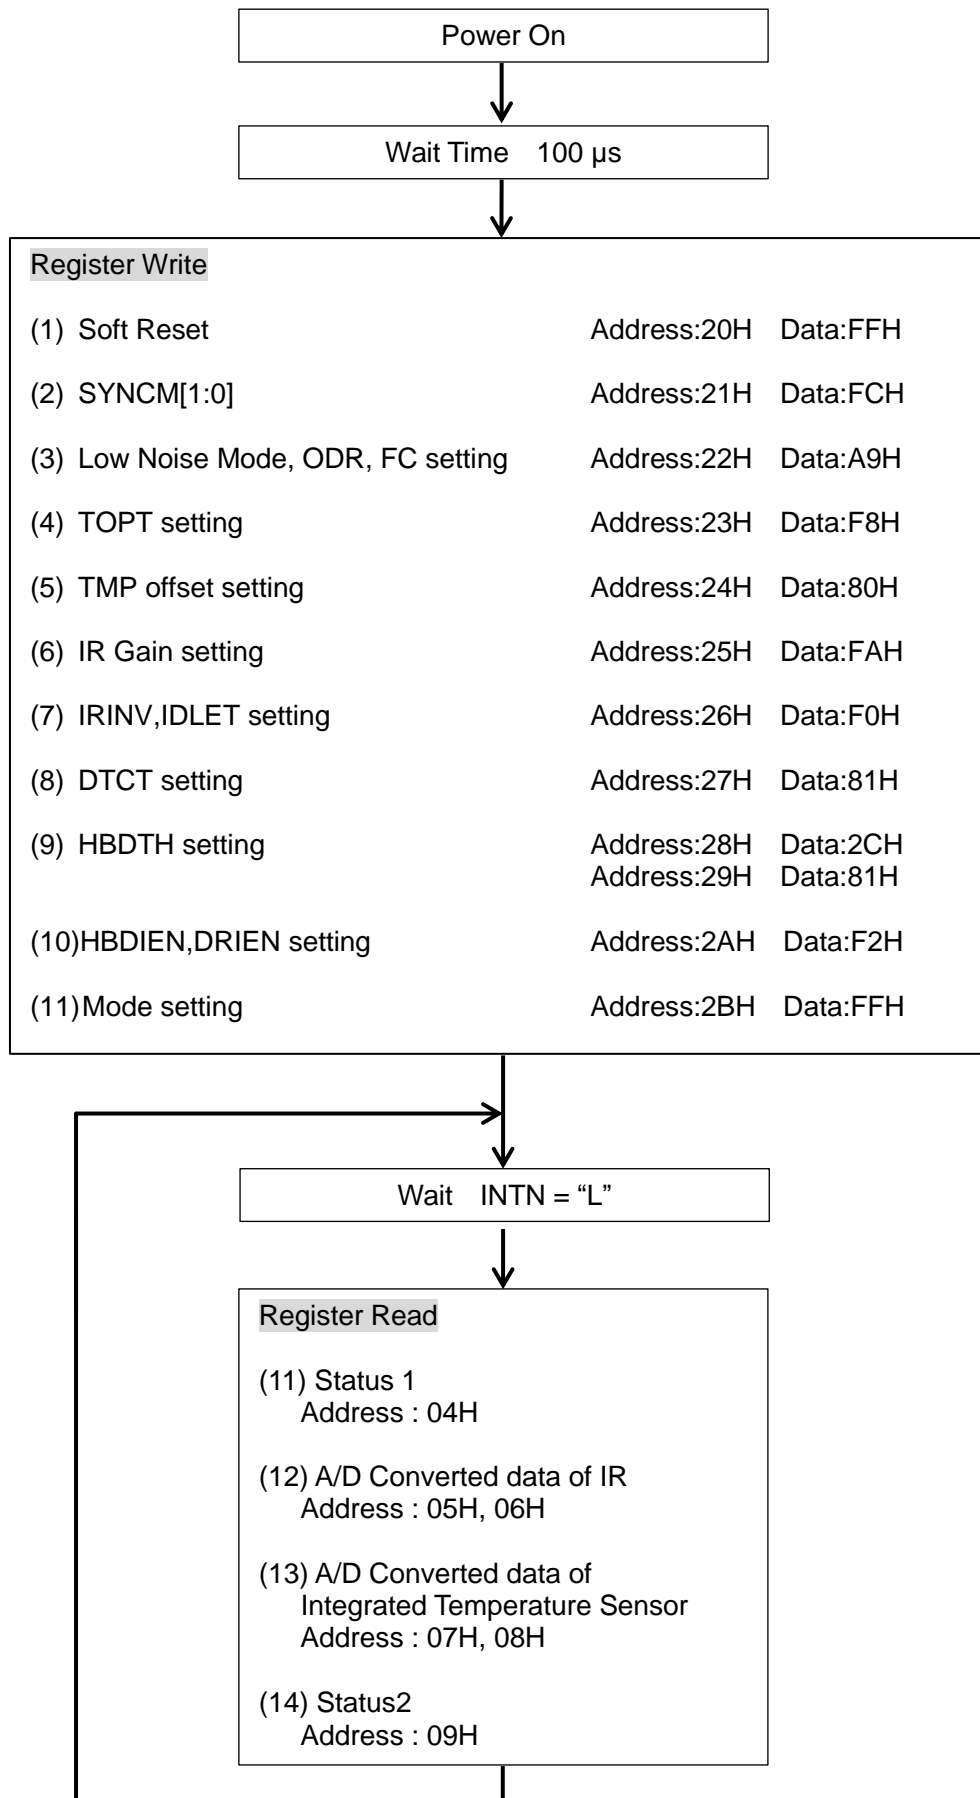 Power On
Wait Time 100 µs
Register Write
(1) Soft Reset Address:20H Data:FFH
(2) SYNCM[1:0] Address:21H Data:FCH
(3) Low Noise Mode, ODR, FC setting Address:22H Data:A9H
(4) TOPT setting Address:23H Data:F8H
(5) TMP offset setting Address:24H Data:80H
(6) IR Gain setting Address:25H Data:FAH
(7) IRINV,IDLET setting Address:26H Data:F0H
(8) DTCT setting Address:27H Data:81H
(9) HBDTH setting Address:28H Data:2CH
Address:29H Data:81H
(10)HBDIEN,DRIEN setting Address:2AH Data:F2H
(11)Mode setting Address:2BH Data:FFH
Wait INTN = “L”
Register Read
(11) Status 1
Address : 04H
(12) A/D Converted data of IR
Address : 05H, 06H
(13) A/D Converted data of
Integrated Temperature Sensor
Address : 07H, 08H
(14) Status2
Address : 09H